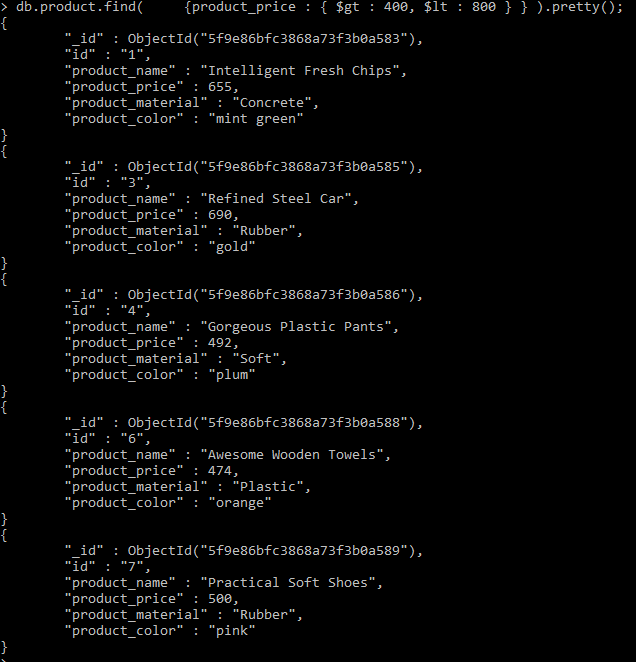 > db.product.find(     {product_price : { $gt : 400, $lt : 800 } } ).pretty();
{
        "_id" : ObjectId("5f9e86bfc3868a73f3b0a583"),
        "id" : "1",
        "product_name" : "Intelligent Fresh Chips",
        "product_price" : 655,
        "product_material" : "Concrete",
        "product_color" : "mint green"
}
{
        "_id" : ObjectId("5f9e86bfc3868a73f3b0a585"),
        "id" : "3",
        "product_name" : "Refined Steel Car",
        "product_price" : 690,
        "product_material" : "Rubber",
        "product_color" : "gold"
}
{
        "_id" : ObjectId("5f9e86bfc3868a73f3b0a586"),
        "id" : "4",
        "product_name" : "Gorgeous Plastic Pants",
        "product_price" : 492,
        "product_material" : "Soft",
        "product_color" : "plum"
}
{
        "_id" : ObjectId("5f9e86bfc3868a73f3b0a588"),
        "id" : "6",
        "product_name" : "Awesome Wooden Towels",
        "product_price" : 474,
        "product_material" : "Plastic",
        "product_color" : "orange"
}
{
        "_id" : ObjectId("5f9e86bfc3868a73f3b0a589"),
        "id" : "7",
        "product_name" : "Practical Soft Shoes",
        "product_price" : 500,
        "product_material" : "Rubber",
        "product_color" : "pink"
}